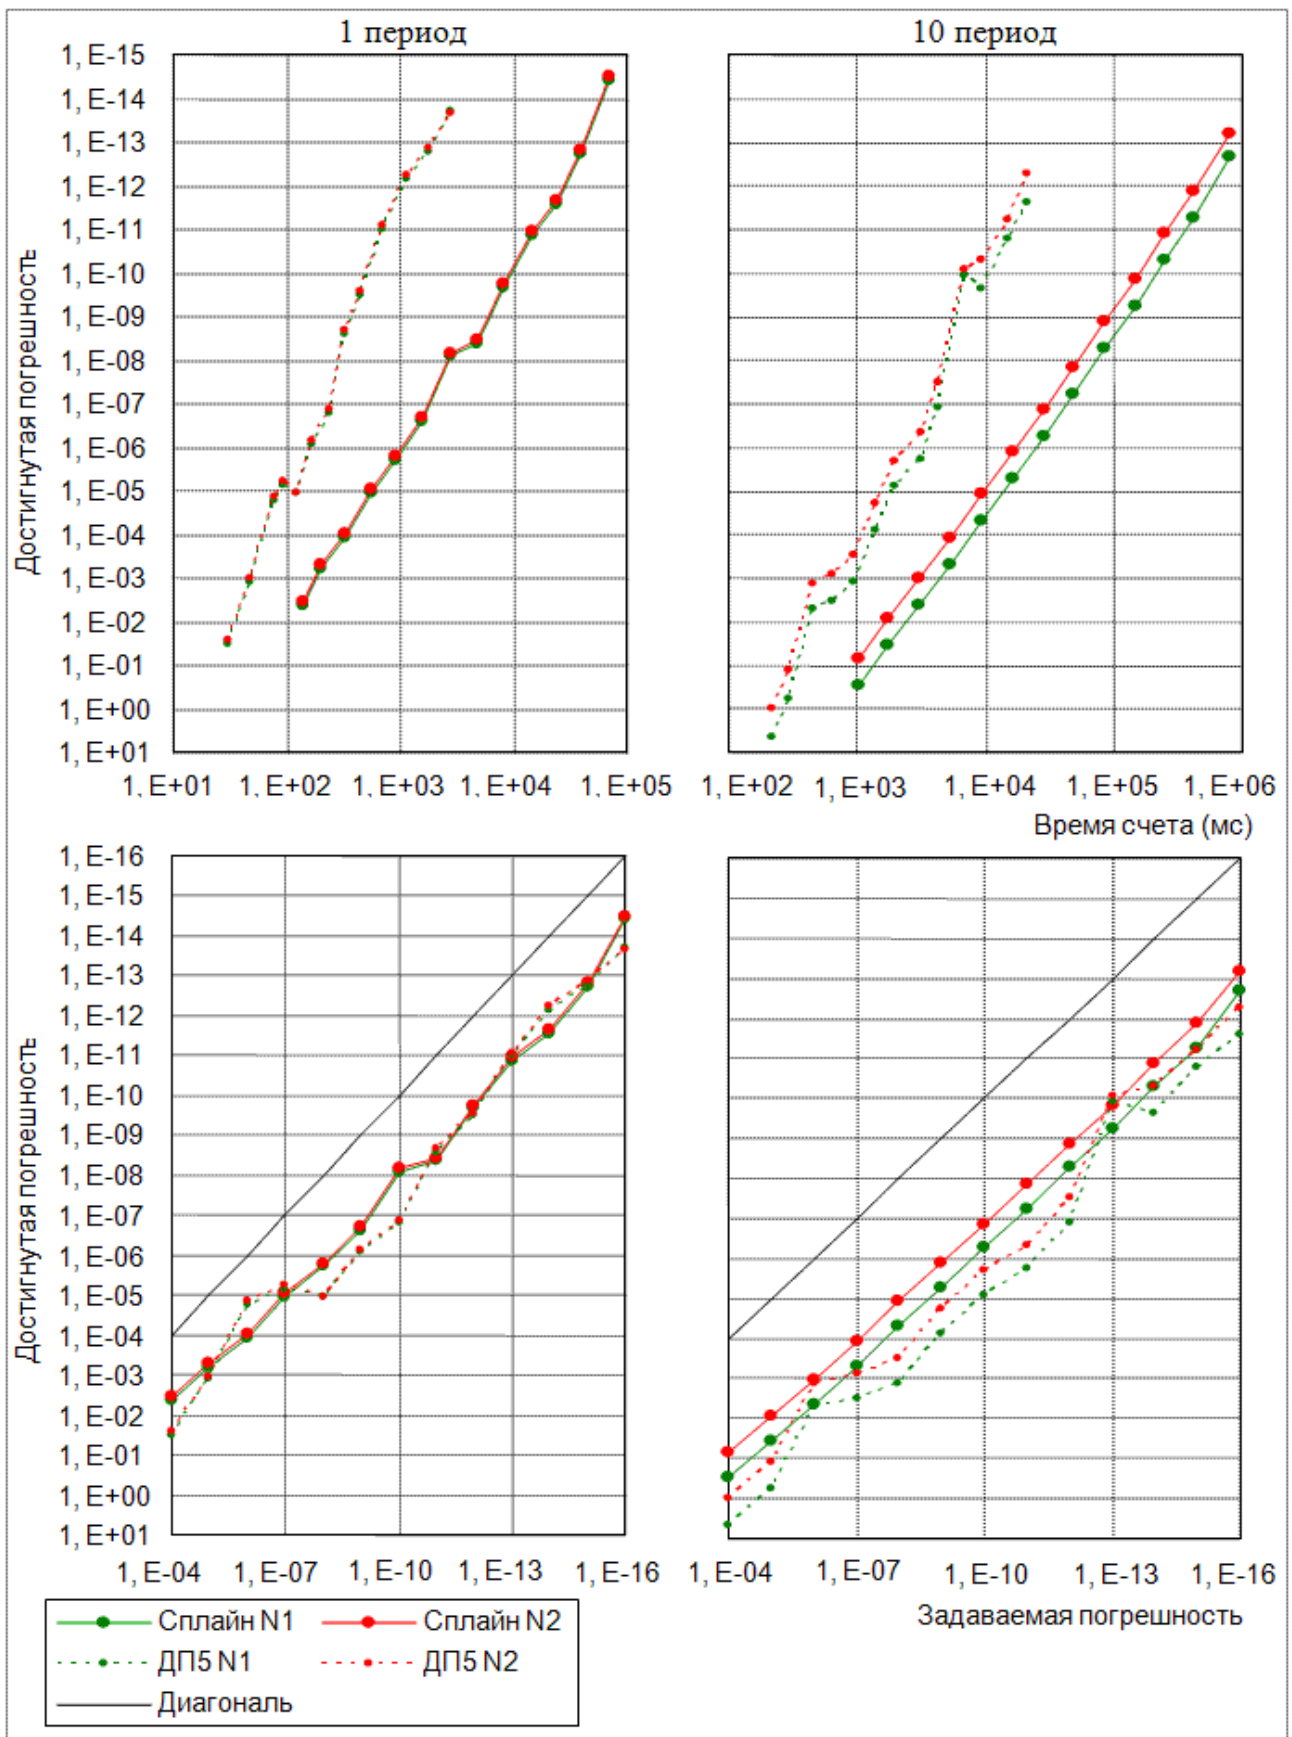 1 период 10 период
1, E-15
1, E-14
1, E-13
1, E-12
1, E-11
1, E-10
1, E-09
1, E-08
1, E-07
1, E-06
1, E-05
1, E-04
1, E-03
1, E-02
1, E-01
1, E+00
1, E+01
Достигнутая погрешность
1, E+01 1, E+02 1, E+03 1, E+04 1, E+05
1, E+02 1, E+03 1, E+04 1, E+05 1, E+06
Время счета (мс)
1, E-16
1, E-15
1, E-14
1, E-13
1, E-12
1, E-11
1, E-10
1, E-09
1, E-08
1, E-07
1, E-06
1, E-05
1, E-04
1, E-03
1, E-02
1, E-01
1, E+00
1, E+01
Достигнутая погрешность
1, E-04 1, E-07 1, E-10 1, E-13 1, E-16
1, E-04 1, E-07 1, E-10 1, E-13 1, E-16
Задаваемая погрешность
Сплайн N1 Сплайн N2
ДП5 N1 ДП5 N2
Диагональ